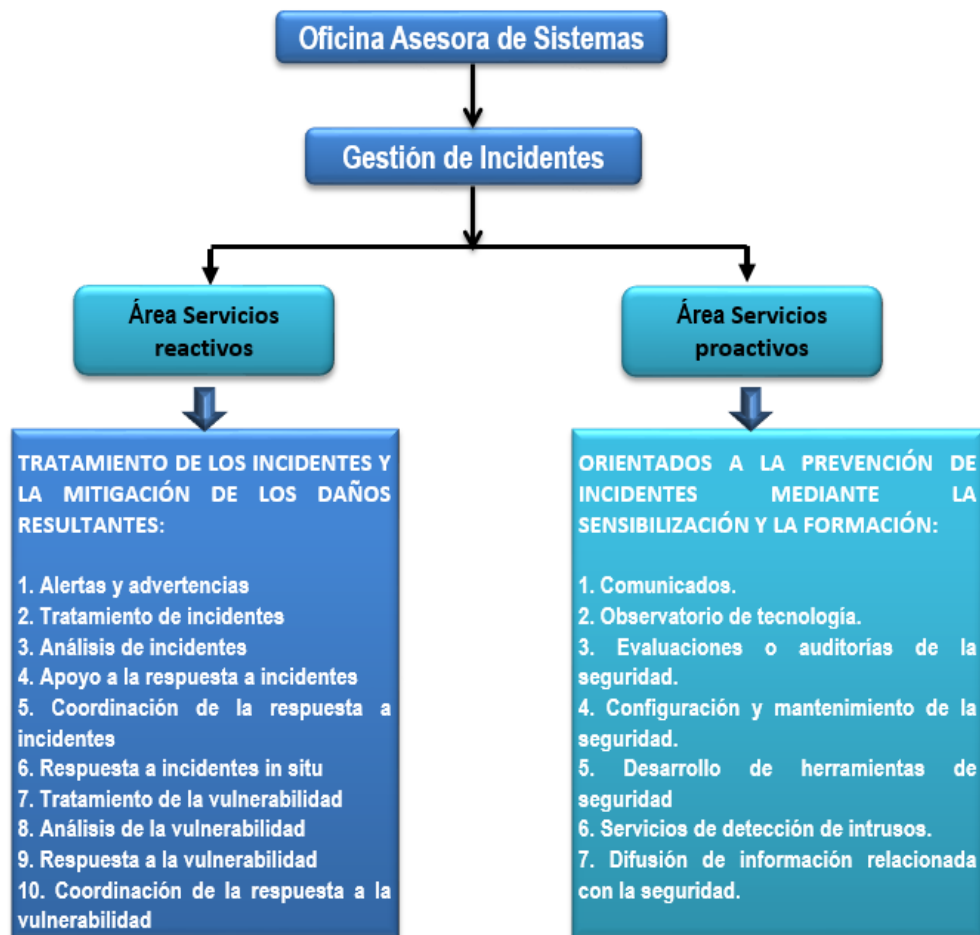 Oficina Asesora de Sistemas
Gestión de Incidentes
Área Servicios
reactivos
Área Servicios
proactivos
TRATAMIENTO DE LOS INCIDENTES Y
LA MITIGACIÓN DE LOS DAÑOS
RESULTANTES:
1. Alertas y advertencias
2. Tratamiento de incidentes
3. Análisis de incidentes
4. Apoyo a la respuesta a incidentes
5. Coordinación de la respuesta a
incidentes
6. Respuesta a incidentes in situ
7. Tratamiento de la vulnerabilidad
8. Análisis de la vulnerabilidad
9. Respuesta a la vulnerabilidad
10. Coordinación de la respuesta a la
vulnerabilidad
ORIENTADOS A LA PREVENCIÓN DE
INCIDENTES MEDIANTE LA
SENSIBILIZACIÓN Y LA FORMACIÓN:
1. Comunicados.
2. Observatorio de tecnología.
3. Evaluaciones o auditorías de la
seguridad.
4. Configuración y mantenimiento de la
seguridad.
5. Desarrollo de herramientas de
seguridad
6. Servicios de detección de intrusos.
7. Difusión de información relacionada
con la seguridad.